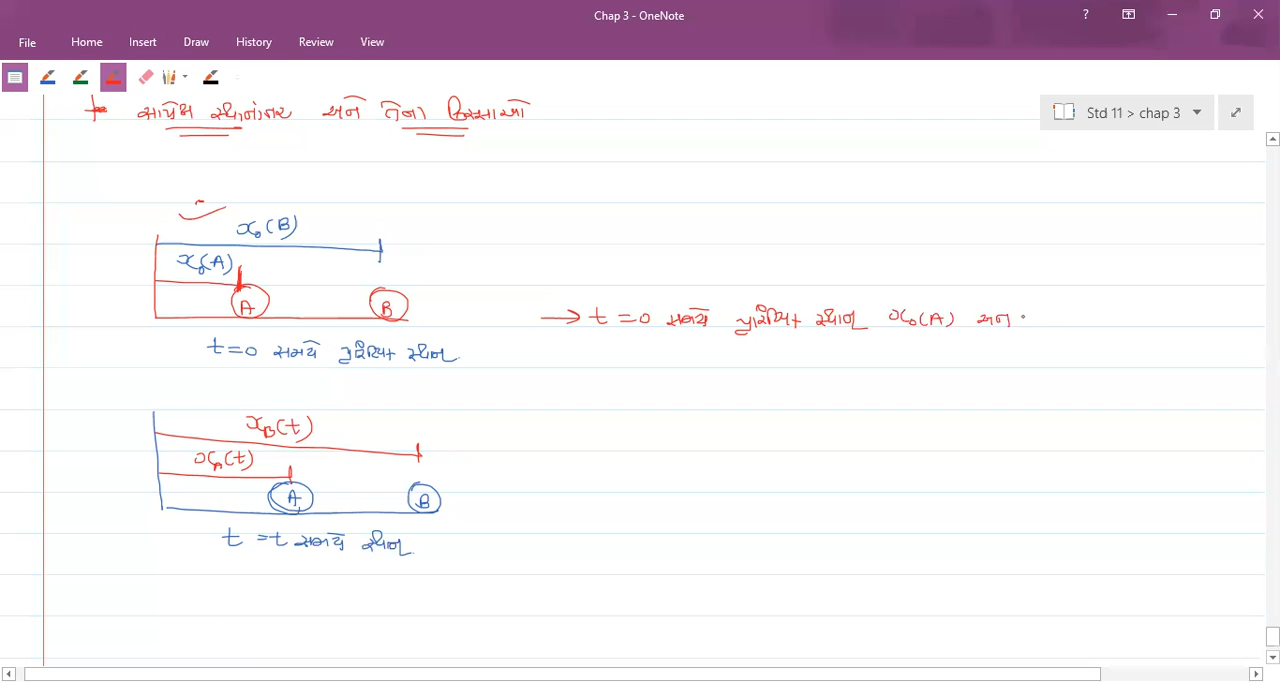 Chap 3 - OneNote
File Home Insert Draw History Review View
Std 11 > chap 3
* સાપેક્ષ સ્થાનાંતર અને તેના કિસ્સાઓ
x₀(B)
x₀(A)
A B
→ t = 0 સમયે પ્રારંભિક સ્થાન x₀(A) અને
t = 0 સમયે પ્રારંભિક સ્થાન
x_B(t)
x_A(t)
A B
t = t સમયે સ્થાન